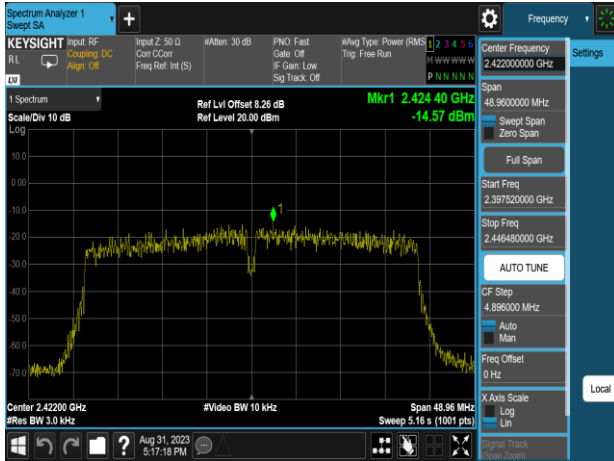 Spectrum Analyzer 1
Swept SA
+
Frequency
KEYSIGHT
RL
LXI
Input: RF
Coupling: DC
Align: Off
Input Z: 50 Ω
Corr CCorr
Freq Ref: Int (S)
#Atten: 30 dB
PNO: Fast
Gate: Off
IF Gain: Low
Sig Track: Off
#Avg Type: Power (RMS
Trig: Free Run
1 2 3 4 5 6
M W W W W W
P N N N N N
1 Spectrum
Scale/Div 10 dB
Log
Ref Lvl Offset 8.26 dB
Ref Level 20.00 dBm
Mkr1 2.424 40 GHz
-14.57 dBm
1
10.0
0.00
-10.0
-20.0
-30.0
-40.0
-50.0
-60.0
-70.0
Center 2.42200 GHz
#Res BW 3.0 kHz
#Video BW 10 kHz
Span 48.96 MHz
Sweep 5.16 s (1001 pts)
Aug 31, 2023
5:17:18 PM
?
Center Frequency
2.422000000 GHz
Span
48.9600000 MHz
Swept Span
Zero Span
Full Span
Start Freq
2.397520000 GHz
Stop Freq
2.446480000 GHz
AUTO TUNE
CF Step
4.896000 MHz
Auto
Man
Freq Offset
0 Hz
X Axis Scale
Log
Lin
Signal Track
(Span Zoom)
Settings
Local